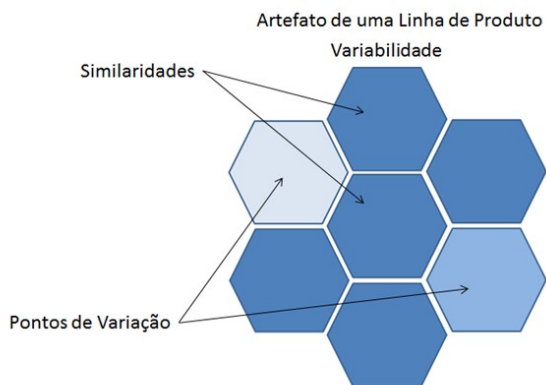 Artefato de uma Linha de Produto
Variabilidade
Similaridades
Pontos de Variação